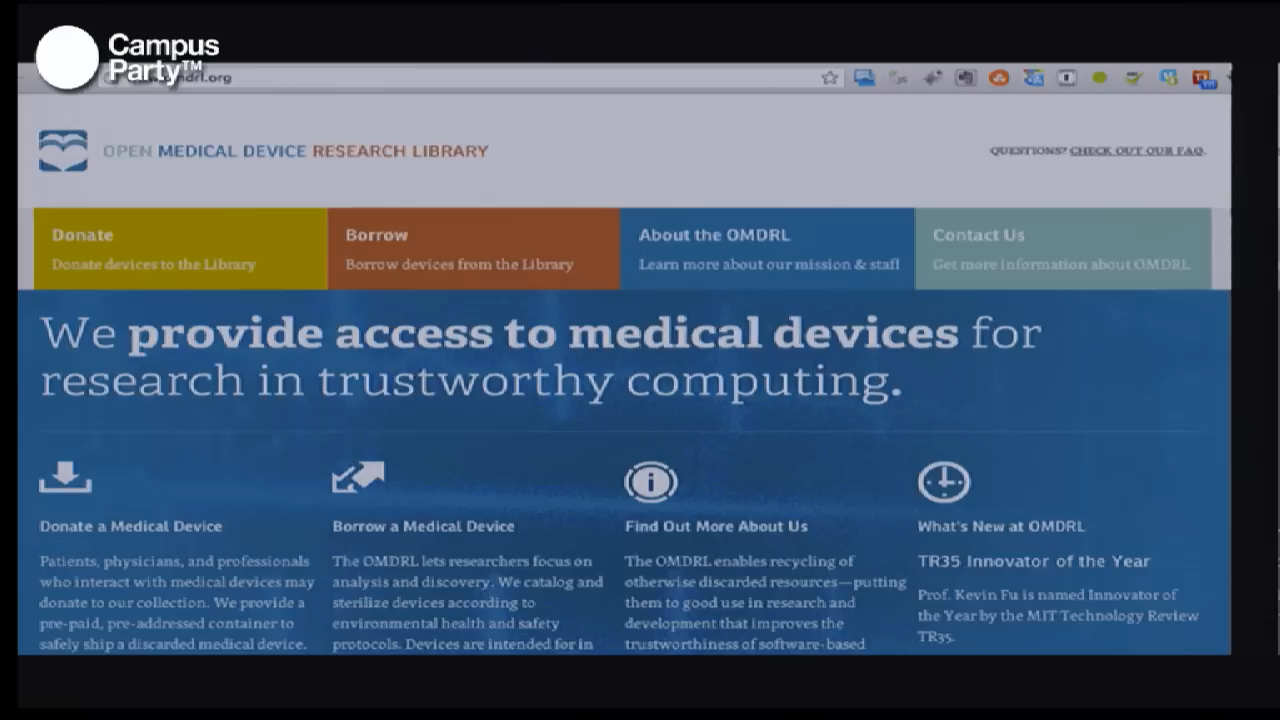 Campus
Party™
OPEN MEDICAL DEVICE RESEARCH LIBRARY
QUESTIONS? CHECK OUT OUR FAQ.
Donate
Donate devices to the Library
Borrow
Borrow devices from the Library
About the OMDRL
Learn more about our mission & staff
Contact Us
Get more information about OMDRL
We provide access to medical devices for
research in trustworthy computing.
Donate a Medical Device
Patients, physicians, and professionals
who interact with medical devices may
donate to our collection. We provide a
pre-paid, pre-addressed container to
safely ship a discarded medical device.
Borrow a Medical Device
The OMDRL lets researchers focus on
analysis and discovery. We catalog and
sterilize devices according to
environmental health and safety
protocols. Devices are intended for in
Find Out More About Us
The OMDRL enables recycling of
otherwise discarded resources—putting
them to good use in research and
development that improves the
trustworthiness of software-based
What's New at OMDRL
TR35 Innovator of the Year
Prof. Kevin Fu is named Innovator of
the Year by the MIT Technology Review
TR35.